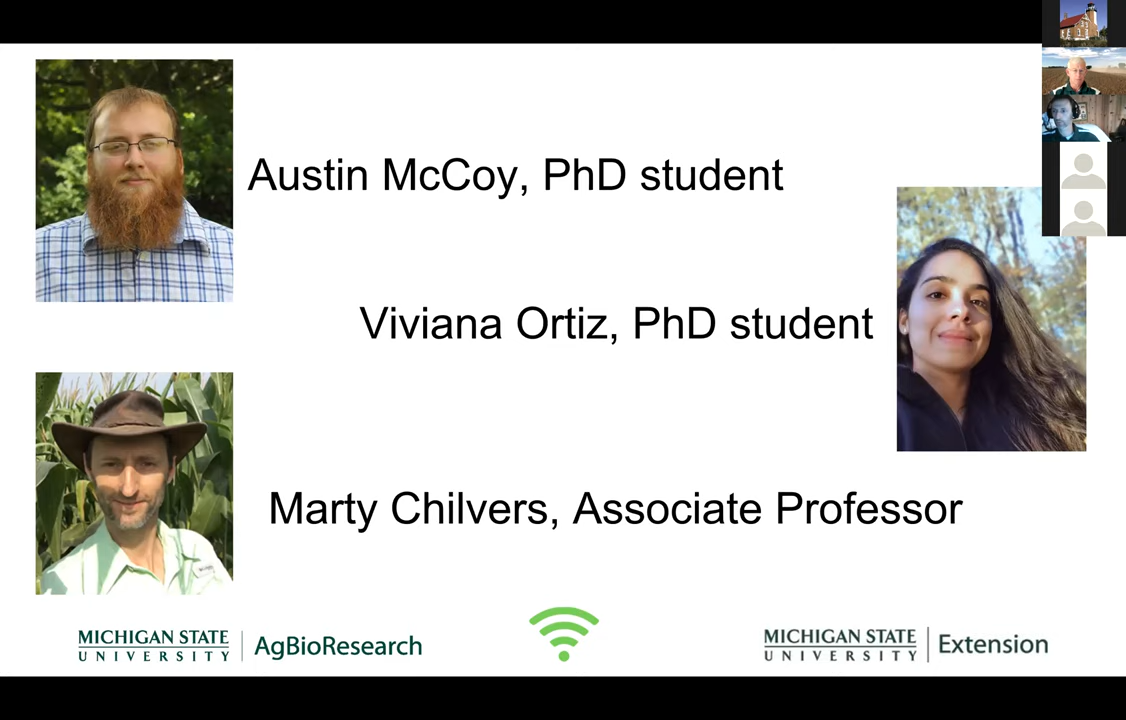 Austin McCoy, PhD student
Viviana Ortiz, PhD student
Marty Chilvers, Associate Professor
MICHIGAN STATE
UNIVERSITY
AgBioResearch
MICHIGAN STATE
UNIVERSITY
Extension